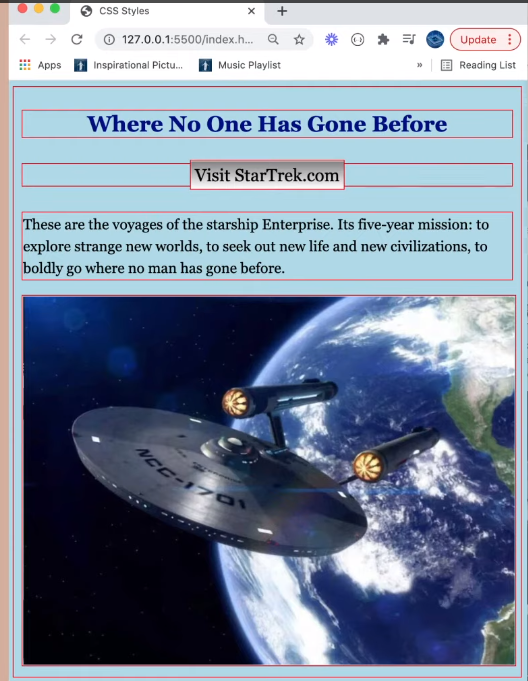 CSS Styles
127.0.0.1:5500/index.h...
Update
Apps
Inspirational Pictu...
Music Playlist
»
Reading List
Where No One Has Gone Before
Visit StarTrek.com
These are the voyages of the starship Enterprise. Its five-year mission: to
explore strange new worlds, to seek out new life and new civilizations, to
boldly go where no man has gone before.
NCC-1701